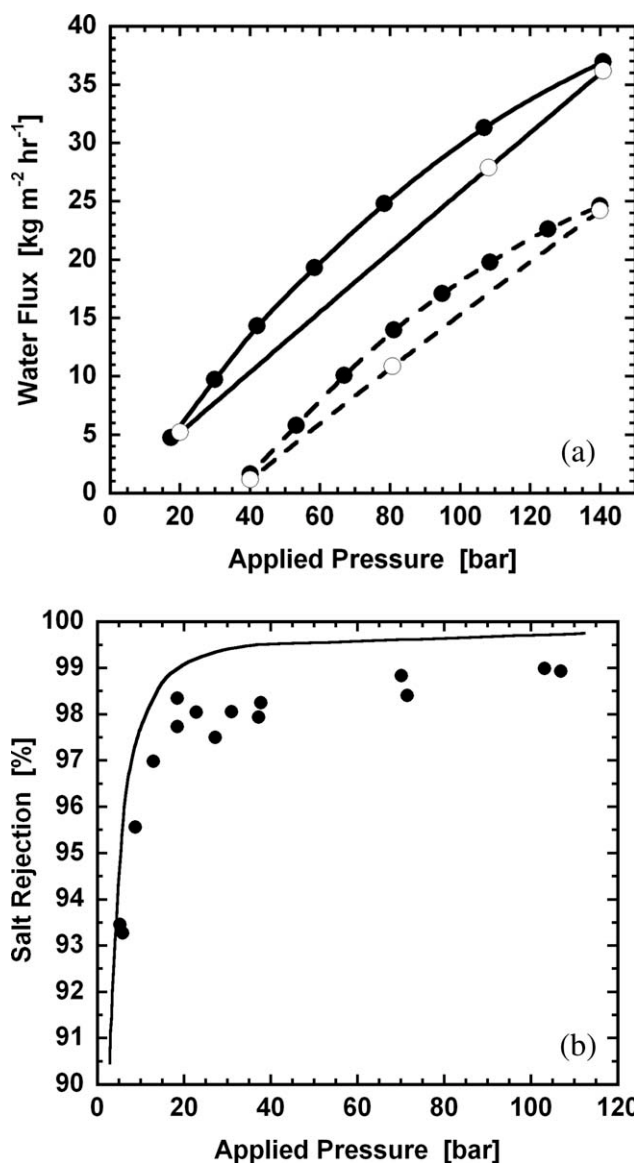 40
35
30
25
20
15
10
5
0
Water Flux [kg m⁻² hr⁻¹]
(a)
0 20 40 60 80 100 120 140
Applied Pressure [bar]
100
99
98
97
96
95
94
93
92
91
90
Salt Rejection [%]
(b)
0 20 40 60 80 100 120
Applied Pressure [bar]